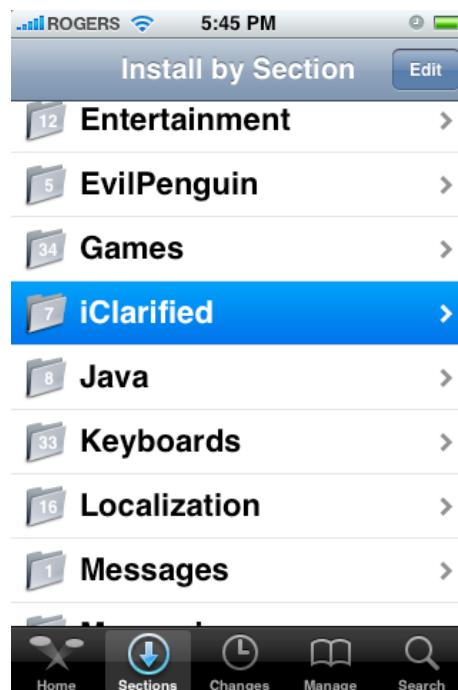 ROGERS 5:45 PM
Install by Section Edit
12 Entertainment
5 EvilPenguin
34 Games
7 iClarified
8 Java
33 Keyboards
16 Localization
1 Messages
Home Sections Changes Manage Search